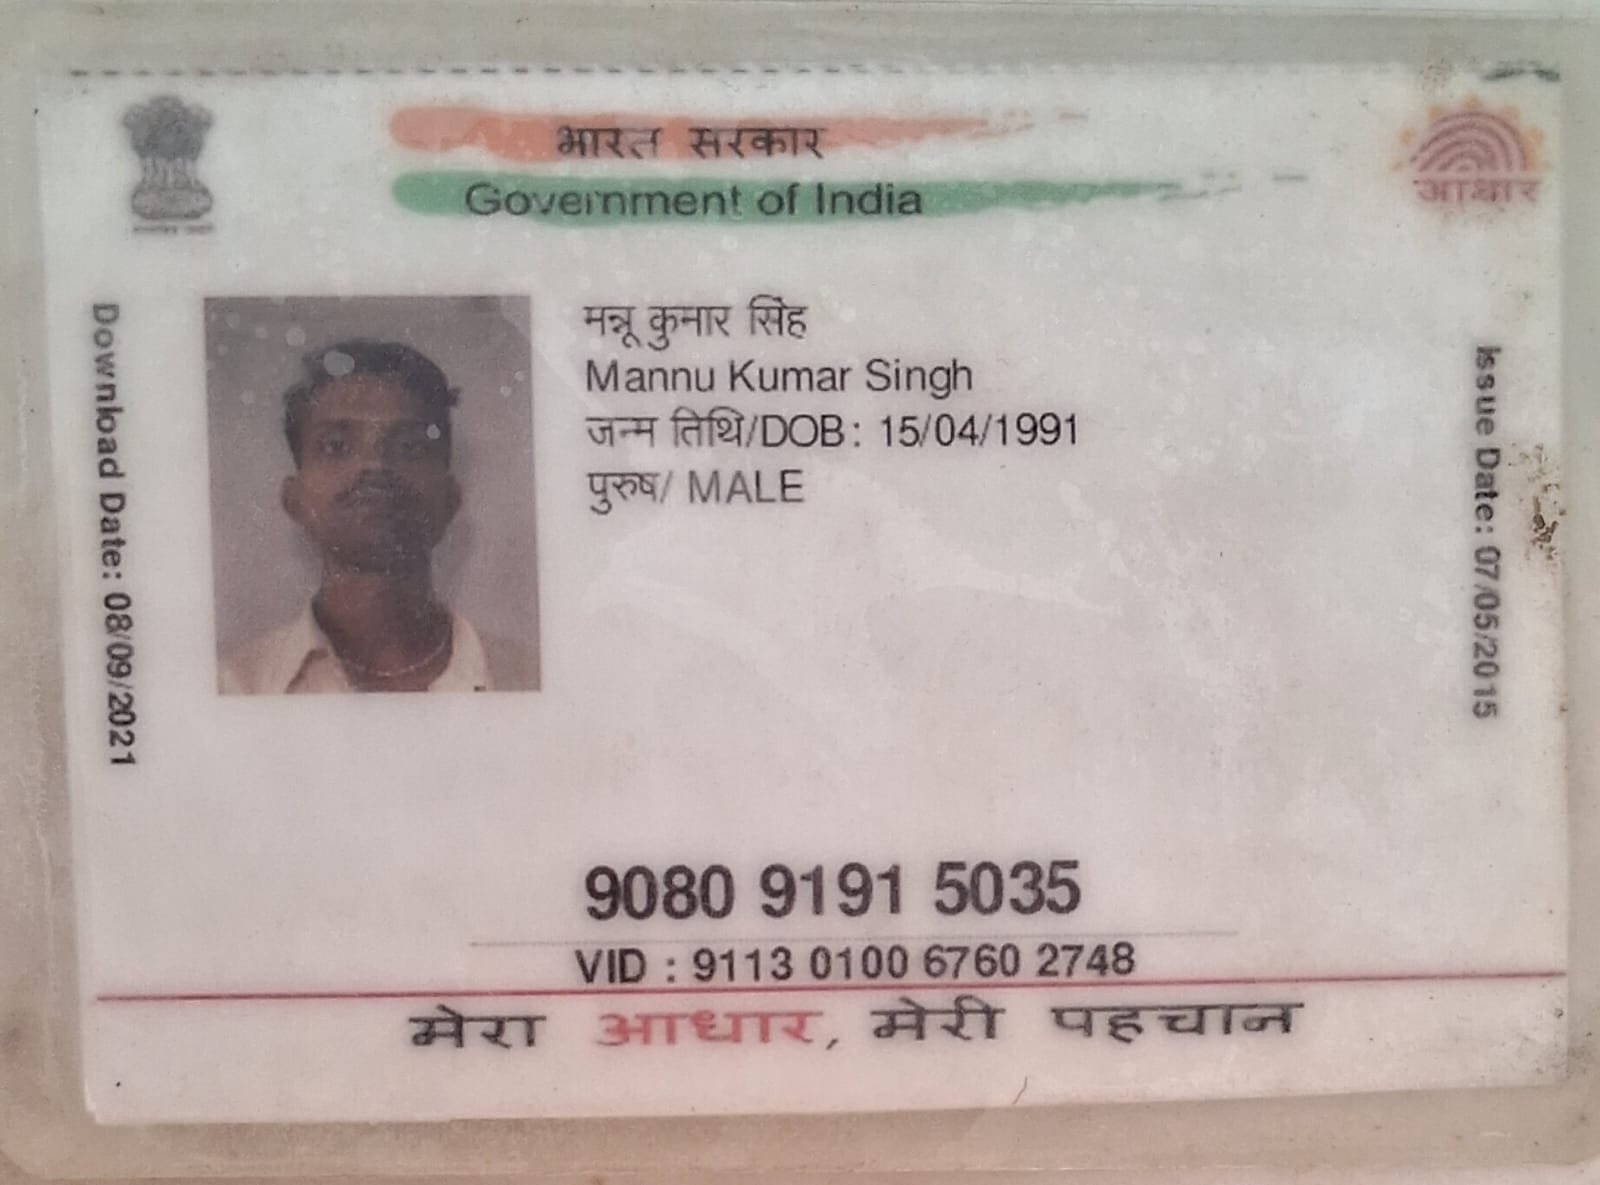 भारत सरकार
Government of India
आधार
Download Date: 08/09/2021
मन्नू कुमार सिंह
Mannu Kumar Singh
जन्म तिथि/DOB: 15/04/1991
पुरुष/ MALE
Issue Date: 07/05/2015
9080 9191 5035
VID : 9113 0100 6760 2748
मेरा आधार, मेरी पहचान